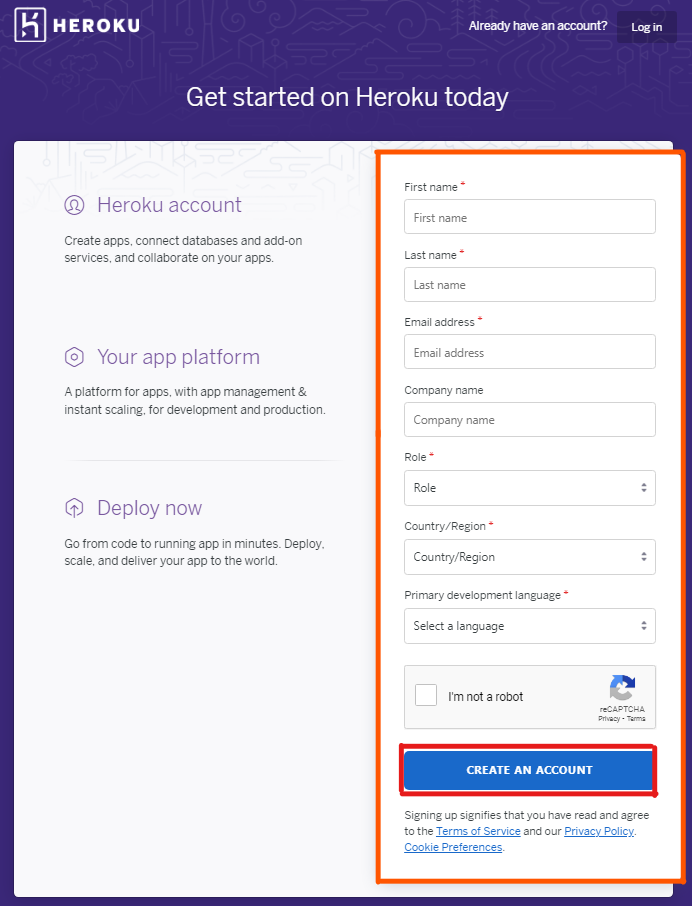 HEROKU
Already have an account?
Log in
Get started on Heroku today
Heroku account
Create apps, connect databases and add-on
services, and collaborate on your apps.
Your app platform
A platform for apps, with app management &
instant scaling, for development and production.
Deploy now
Go from code to running app in minutes. Deploy,
scale, and deliver your app to the world.
First name *
First name
Last name *
Last name
Email address *
Email address
Company name
Company name
Role *
Role
Country/Region *
Country/Region
Primary development language *
Select a language
I'm not a robot
reCAPTCHA
Privacy - Terms
CREATE AN ACCOUNT
Signing up signifies that you have read and agree
to the Terms of Service and our Privacy Policy.
Cookie Preferences.